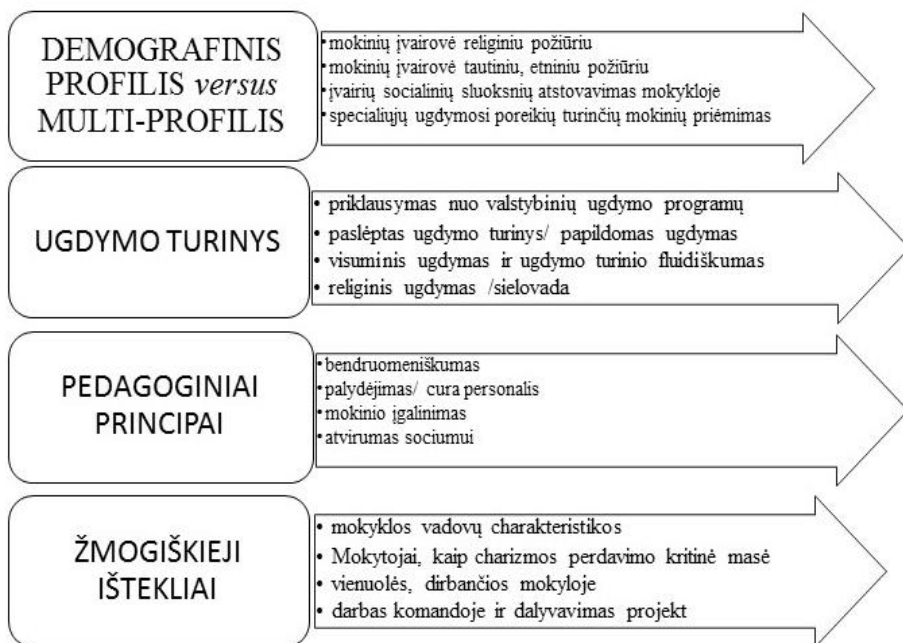 DEMOGRAFINIS
PROFILIS versus
MULTI-PROFILIS
•mokinių įvairovė religiniu požiūriu
•mokinių įvairovė tautiniu, etniniu požiūriu
•įvairių socialinių sluoksnių atstovavimas mokykloje
•specialiųjų ugdymosi poreikių turinčių mokinių priėmimas
UGDYMO TURINYS
• priklausymas nuo valstybinių ugdymo programų
• paslėptas ugdymo turinys/ papildomas ugdymas
• visuminis ugdymas ir ugdymo turinio fluidiškumas
• religinis ugdymas /sielovada
PEDAGOGINIAI
PRINCIPAI
•bendruomeniškumas
•palydėjimas/ cura personalis
•mokinio įgalinimas
•atvirumas sociumui
ŽMOGIŠKIEJI
IŠTEKLIAI
• mokyklos vadovų charakteristikos
• Mokytojai, kaip charizmos perdavimo kritinė masė
• vienuolės, dirbančios mokyloje
• darbas komandoje ir dalyvavimas projekt